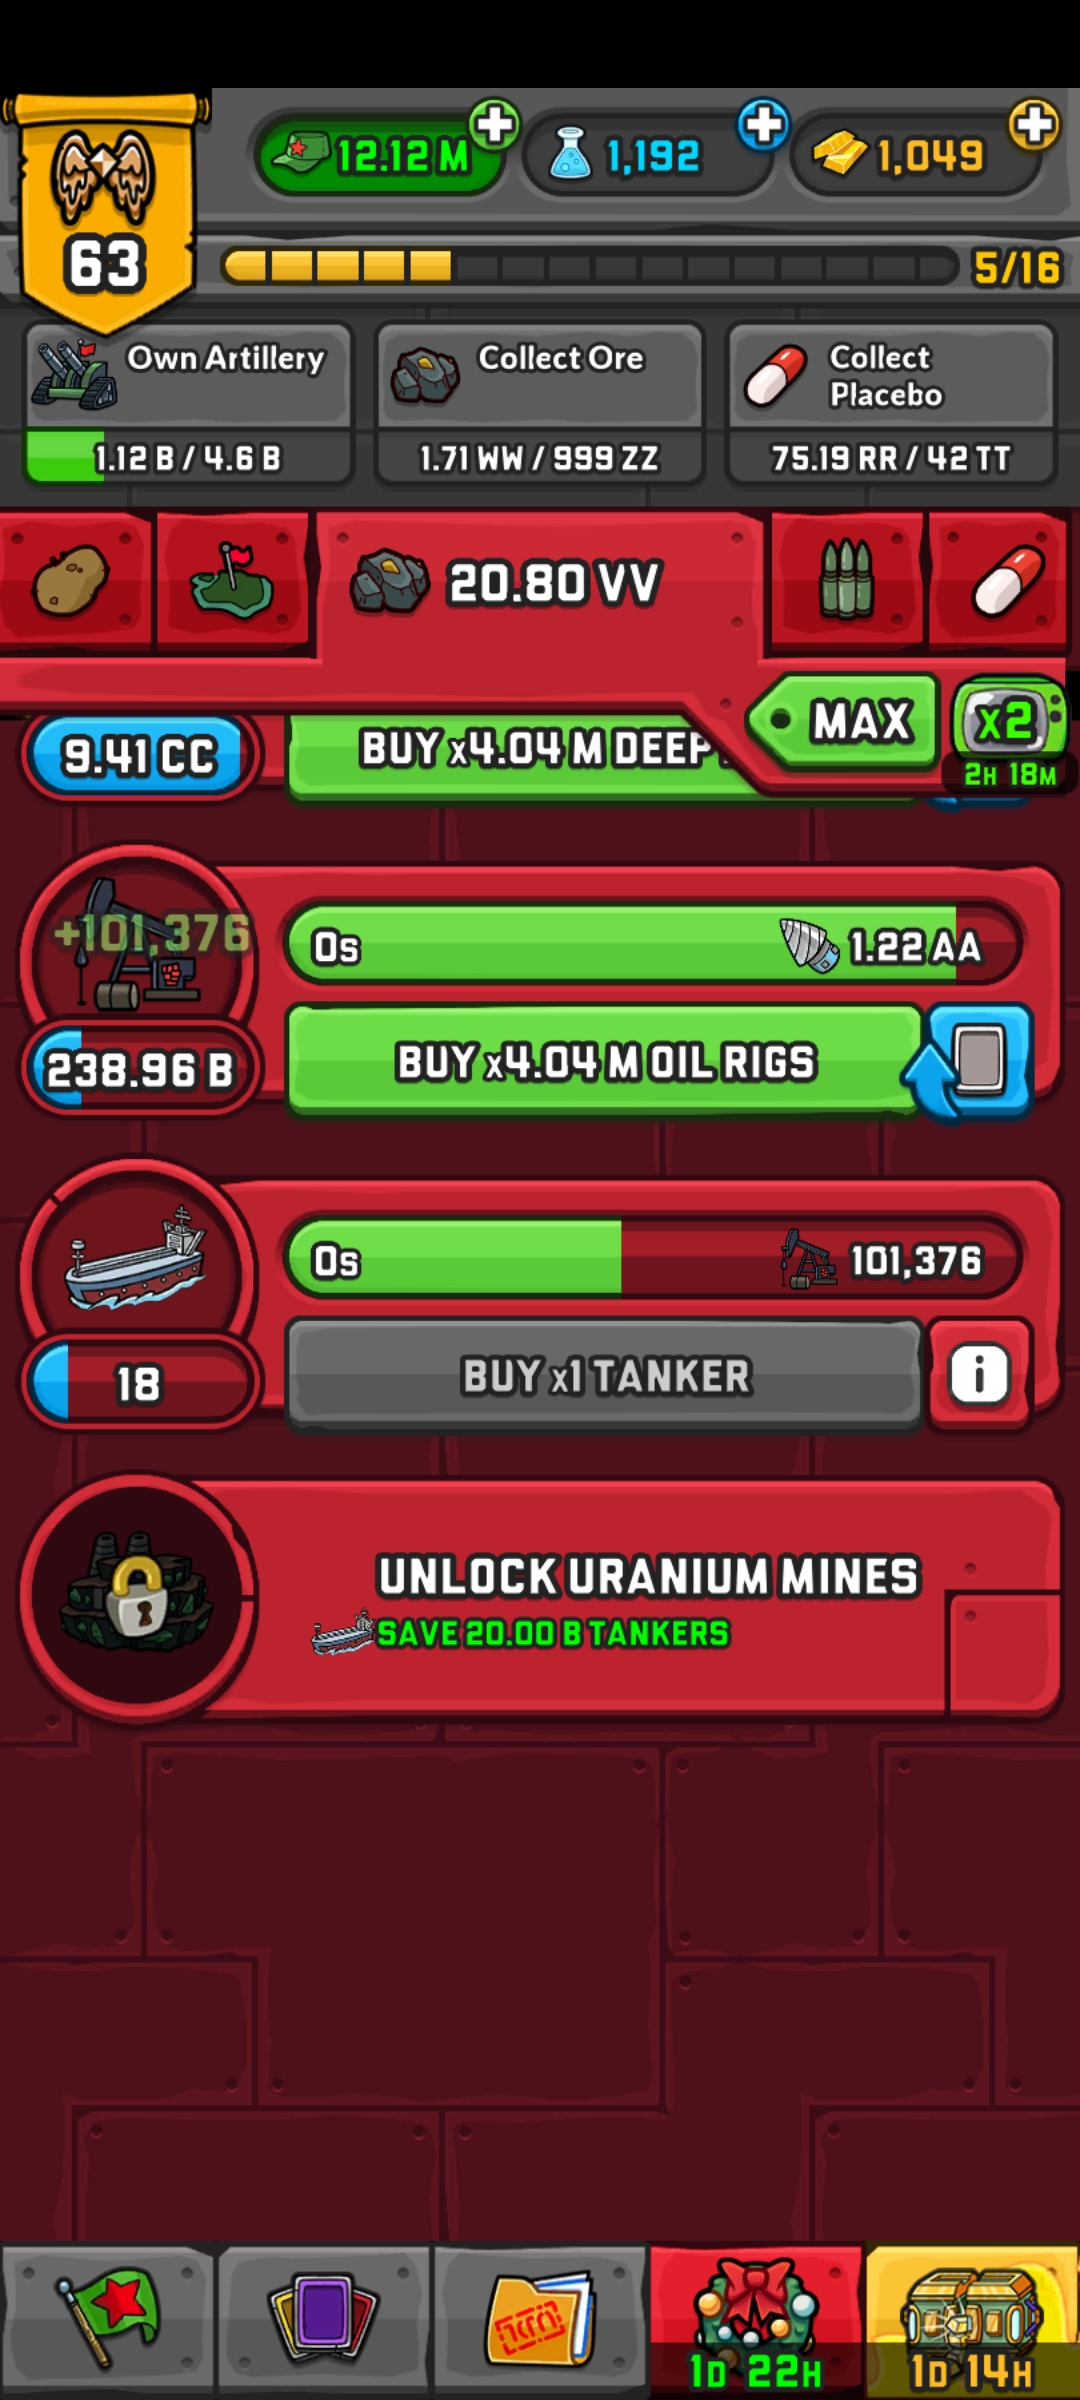 12.12 M
1,192
1,049
63
5/16
Own Artillery
1.12 B / 4.6 B
Collect Ore
1.71 WW / 999 ZZ
Collect
Placebo
75.19 RR / 42 TT
20.80 VV
MAX
x2
2H 18M
9.41 CC
BUY x4.04 M DEEP
+101,376
0s
1.22 AA
238.96 B
BUY x4.04 M OIL RIGS
0s
101,376
18
BUY x1 TANKER
i
UNLOCK URANIUM MINES
SAVE 20.00 B TANKERS
1D 22H
1D 14H